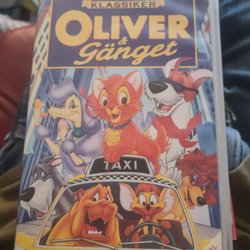 KLASSIKER
OLIVER
& Gänget
TAXI